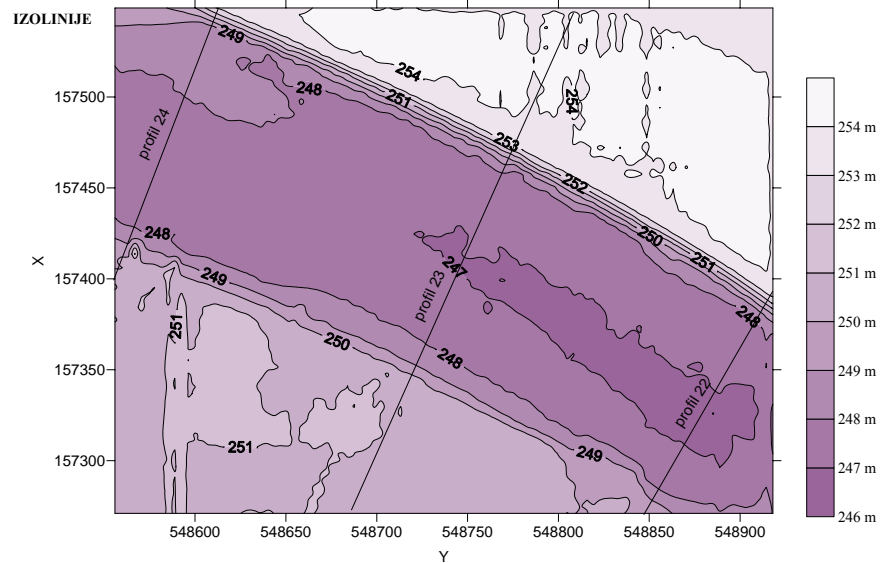 IZOLINIJE
249
254
248
251
254
157500
254 m
253
profil 24
253 m
252
157450
252 m
248
250
251
X
247
157400
249
251 m
profil 23
248
251
250
250 m
248
157350
249 m
profil 22
248 m
251
249
157300
247 m
246 m
548600
548650
548700
548750
548800
548850
548900
Y